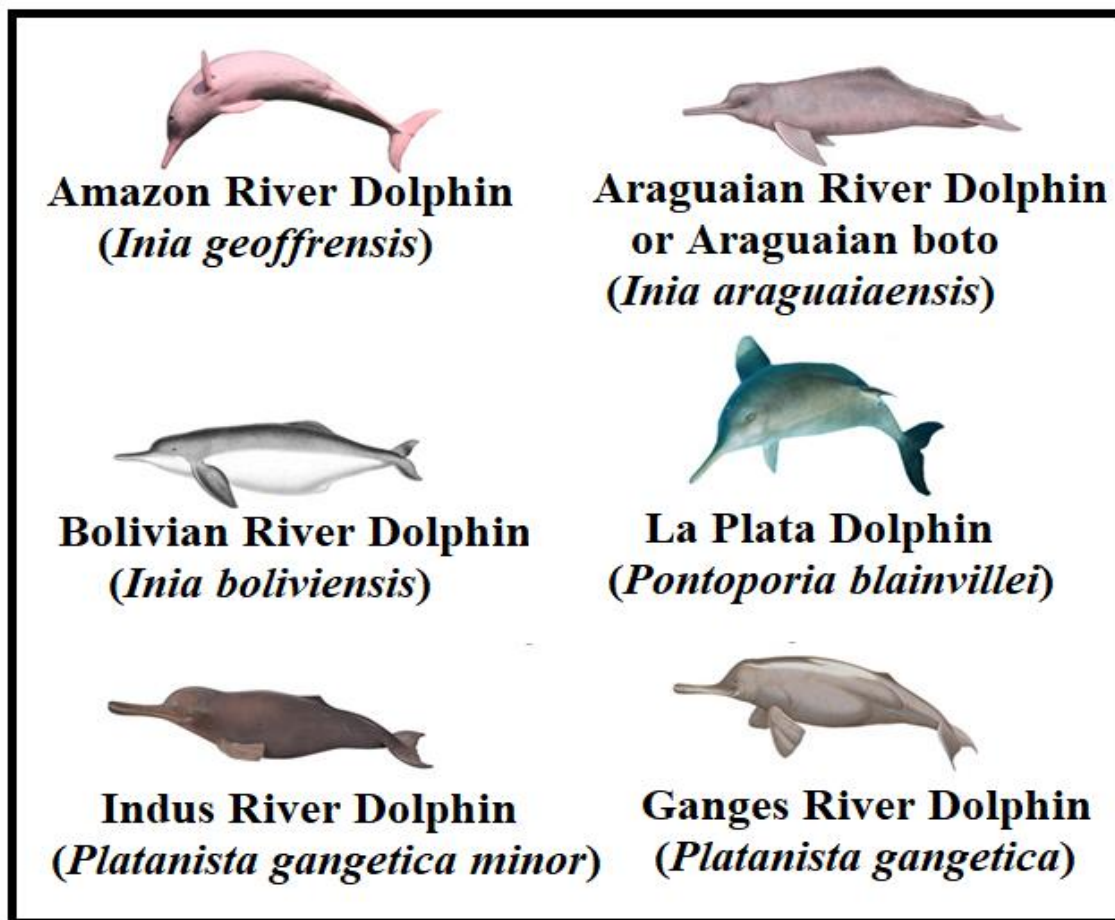 Amazon River Dolphin
(Inia geoffrensis)
Araguaian River Dolphin
or Araguaian boto
(Inia araguaiaensis)
Bolivian River Dolphin
(Inia boliviensis)
La Plata Dolphin
(Pontoporia blainvillei)
Indus River Dolphin
(Platanista gangetica minor)
Ganges River Dolphin
(Platanista gangetica)